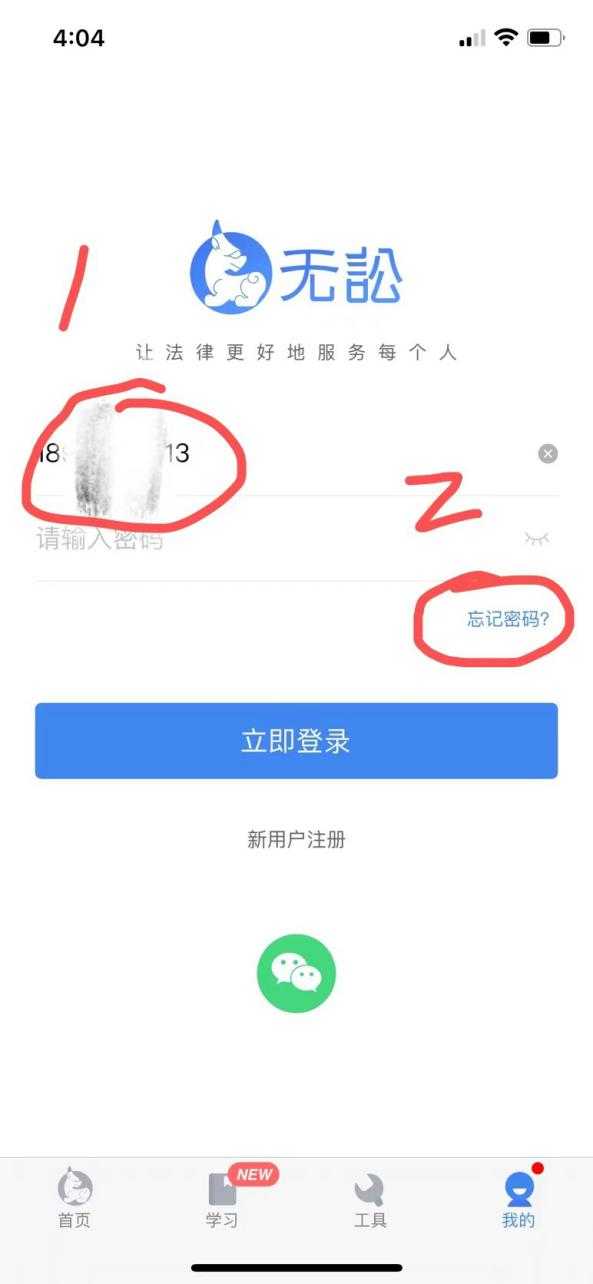 4:04
1
无訟
让法律更好地服务每个人
18 13
2
请输入密码
忘记密码?
立即登录
新用户注册
NEW
首页 学习 工具 我的